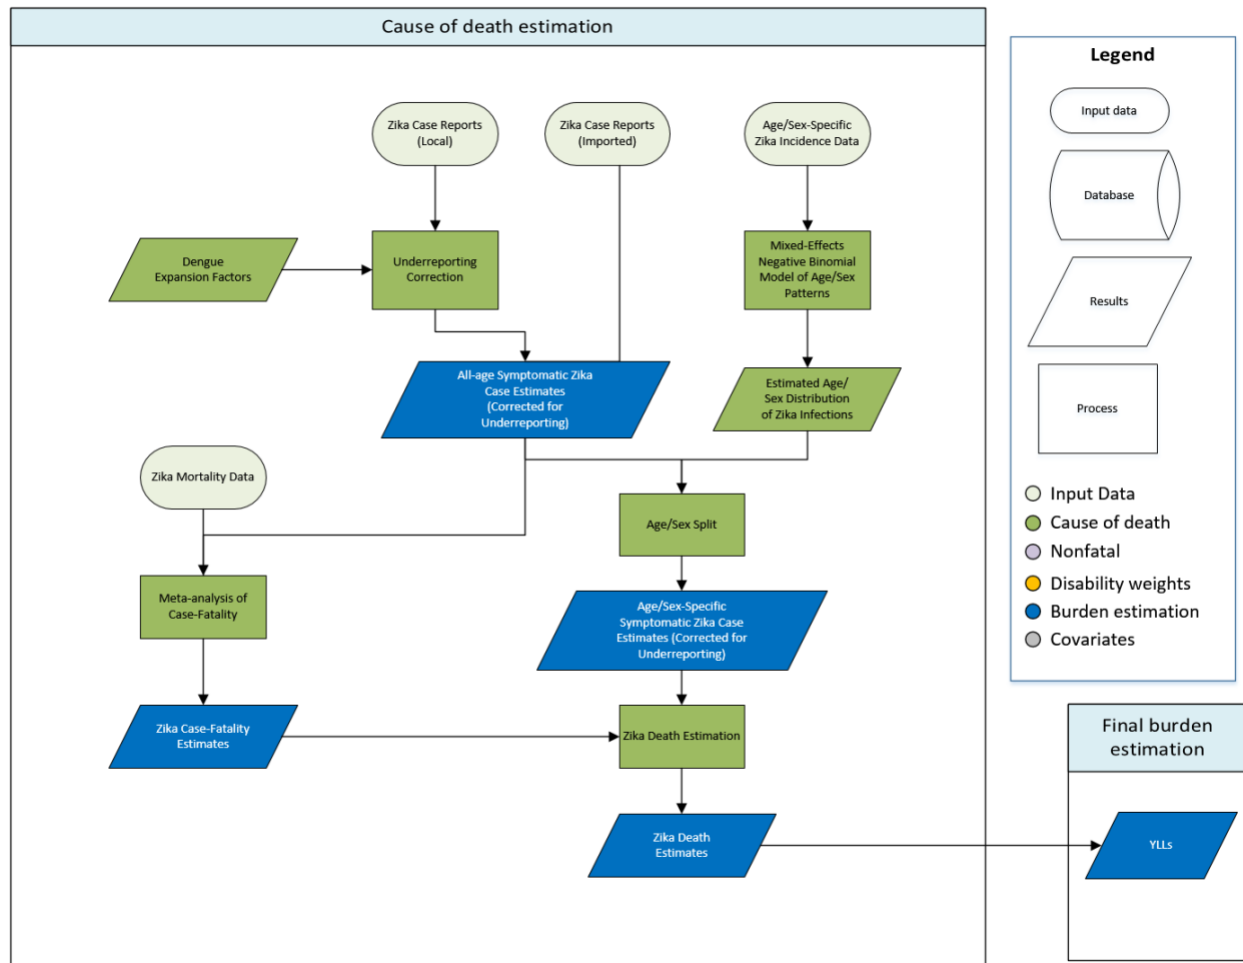 Cause of death estimation
Zika Case Reports
(Local)
Zika Case Reports
(Imported)
Age/Sex-Specific
Zika Incidence Data
Dengue
Expansion Factors
Underreporting
Correction
Mixed-Effects
Negative Binomial
Model of Age/Sex
Patterns
All-age Symptomatic Zika
Case Estimates
(Corrected for
Underreporting)
Estimated Age/
Sex Distribution
of Zika Infections
Zika Mortality Data
Age/Sex Split
Meta-analysis of
Case-Fatality
Age/Sex-Specific
Symptomatic Zika Case
Estimates (Corrected for
Underreporting)
Zika Case-Fatality
Estimates
Zika Death Estimation
Zika Death
Estimates
Legend
Input data
Database
Results
Process
Input Data
Cause of death
Nonfatal
Disability weights
Burden estimation
Covariates
Final burden
estimation
YLLs